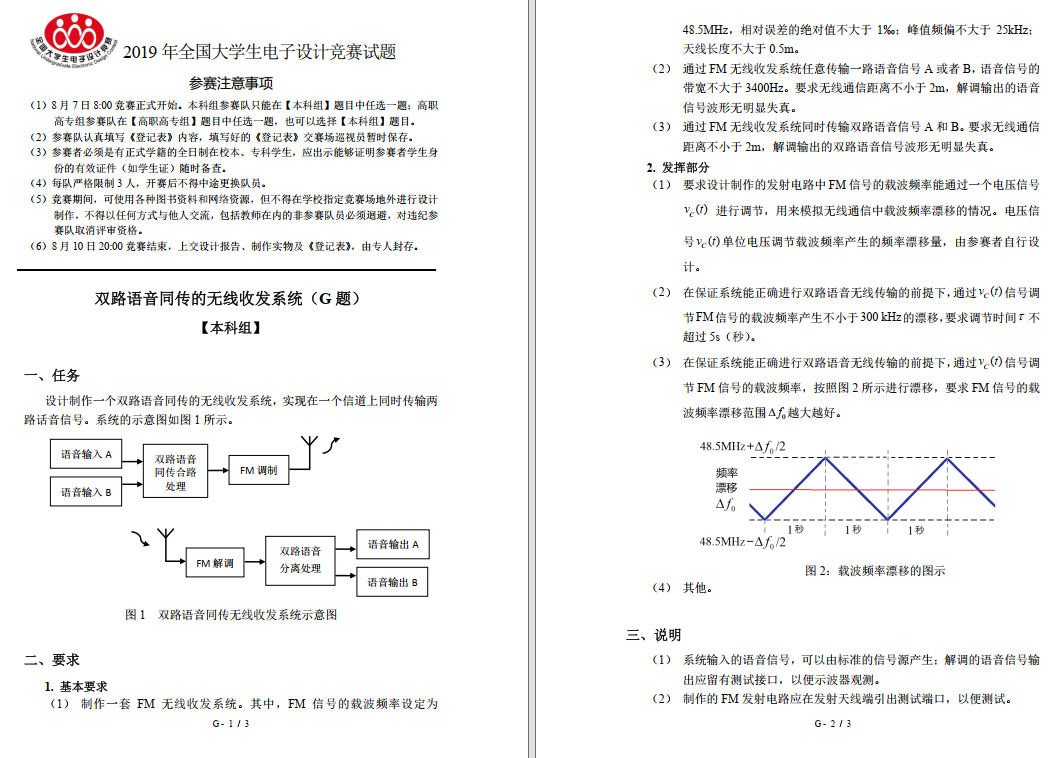 2019 年全国大学生电子设计竞赛试题
参赛注意事项
（1）8 月 7 日 8:00 竞赛正式开始。本科组参赛队只能在【本科组】题目中任选一题；高职
高专组参赛队在【高职高专组】题目中任选一题，也可以选择【本科组】题目。
（2）参赛队认真填写《登记表》内容，填写好的《登记表》交赛场巡视员暂时保存。
（3）参赛者必须是有正式学籍的全日制在校本、专科学生，应出示能够证明参赛者学生身
份的有效证件（如学生证）随时备查。
（4）每队严格限制 3 人，开赛后不得中途更换队员。
（5）竞赛期间，可使用各种图书资料和网络资源，但不得在学校指定竞赛场地外进行设计
制作，不得以任何方式与他人交流，包括教师在内的非参赛队员必须迴避，对违纪参
赛队取消评审资格。
（6）8 月 10 日 20:00 竞赛结束，上交设计报告、制作实物及《登记表》，由专人封存。
双路语音同传的无线收发系统（G 题）
【本科组】
一、任务
设计制作一个双路语音同传的无线收发系统，实现在一个信道上同时传输两
路话音信号。系统的示意图如图 1 所示。
语音输入 A
语音输入 B
双路语音
同传合路
处理
FM 调制
FM 解调
双路语音
分离处理
语音输出 A
语音输出 B
图 1 双路语音同传无线收发系统示意图
二、要求
1. 基本要求
（1） 制作一套 FM 无线收发系统。其中，FM 信号的载波频率设定为
G- 1 / 3
48.5MHz，相对误差的绝对值不大于 1‰；峰值频偏不大于 25kHz；
天线长度不大于 0.5m。
（2） 通过 FM 无线收发系统任意传输一路语音信号 A 或者 B，语音信号的
带宽不大于 3400Hz。要求无线通信距离不小于 2m，解调输出的语音
信号波形无明显失真。
（3） 通过 FM 无线收发系统同时传输双路语音信号 A 和 B。要求无线通信
距离不小于 2m，解调输出的双路语音信号波形无明显失真。
2. 发挥部分
（1） 要求设计制作的发射电路中 FM 信号的载波频率能通过一个电压信号
v_C(t) 进行调节，用来模拟无线通信中载波频率漂移的情况。电压信
号 v_C(t) 单位电压调节载波频率产生的频率漂移量，由参赛者自行设
计。
（2） 在保证系统能正确进行双路语音无线传输的前提下，通过 v_C(t) 信号调
节 FM 信号的载波频率产生不小于 300 kHz 的漂移，要求调节时间 τ 不
超过 5s（秒）。
（3） 在保证系统能正确进行双路语音无线传输的前提下，通过 v_C(t) 信号调
节 FM 信号的载波频率，按照图 2 所示进行漂移，要求 FM 信号的载
波频率漂移范围 Δf₀ 越大越好。
48.5MHz+Δf₀/2
频率
漂移
Δf₀
1 秒 1 秒 1 秒
48.5MHz−Δf₀/2
图 2：载波频率漂移的图示
（4） 其他。
三、说明
（1） 系统输入的语音信号，可以由标准的信号源产生；解调的语音信号输
出应留有测试接口，以便示波器观测。
（2） 制作的 FM 发射电路应在发射天线端引出测试端口，以便测试。
G- 2 / 3